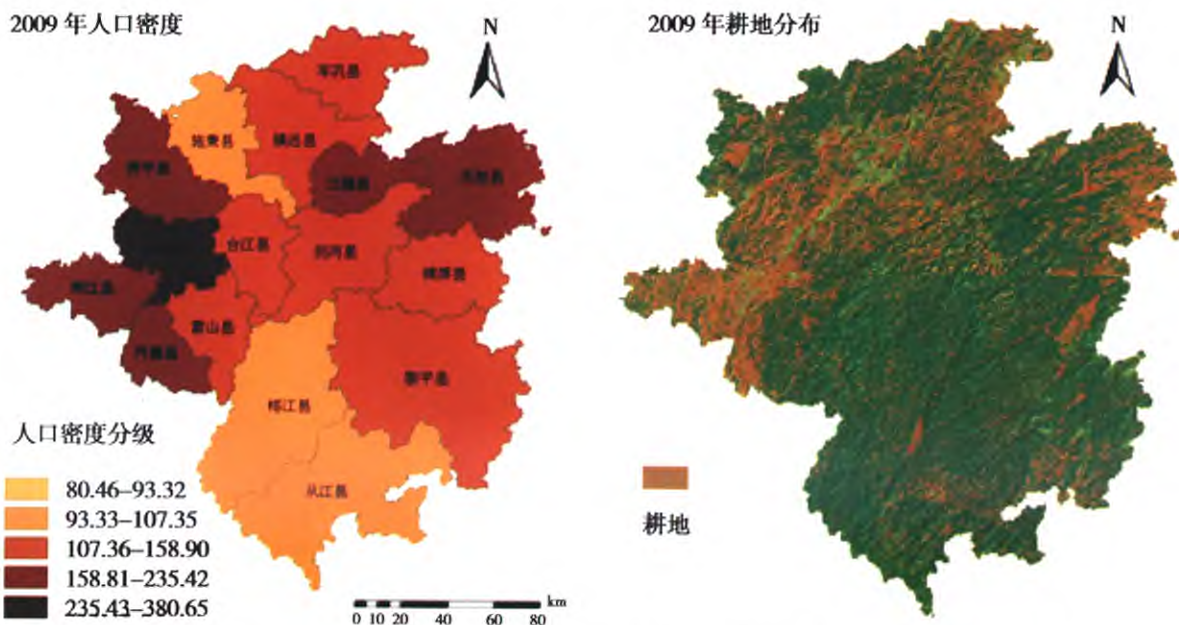 2009 年人口密度
N
岑巩县
施秉县
镇远县
黄平县
三穗县
天柱县
台江县
剑河县
锦屏县
麻江县
雷山县
丹寨县
黎平县
榕江县
从江县
人口密度分级
80.46–93.32
93.33–107.35
107.36–158.90
158.81–235.42
235.43–380.65
km
0 10 20 40 60 80
2009 年耕地分布
N
耕地